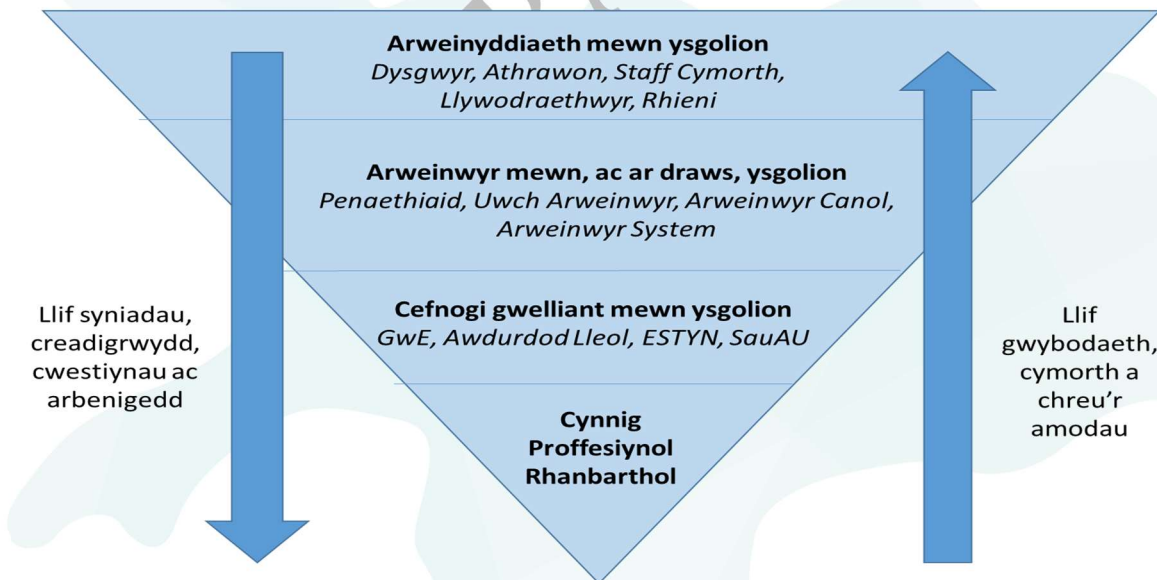 Arweinyddiaeth mewn ysgolion
Dysgwyr, Athrawon, Staff Cymorth,
Llywodraethwyr, Rhieni
Arweinwyr mewn, ac ar draws, ysgolion
Penaethiaid, Uwch Arweinwyr, Arweinwyr Canol,
Arweinwyr System
Cefnogi gwelliant mewn ysgolion
GwE, Awdurdod Lleol, ESTYN, SauAU
Cynnig
Proffesiynol
Rhanbarthol
Llif syniadau,
creadigrwydd,
cwestiynau ac
arbenigedd
Llif
gwybodaeth,
cymorth a
chreu'r
amodau